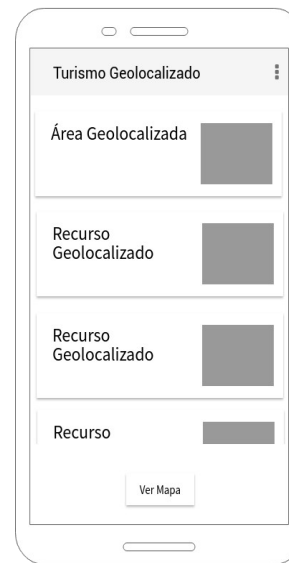 Turismo Geolocalizado
Área Geolocalizada
Recurso
Geolocalizado
Recurso
Geolocalizado
Recurso
Ver Mapa